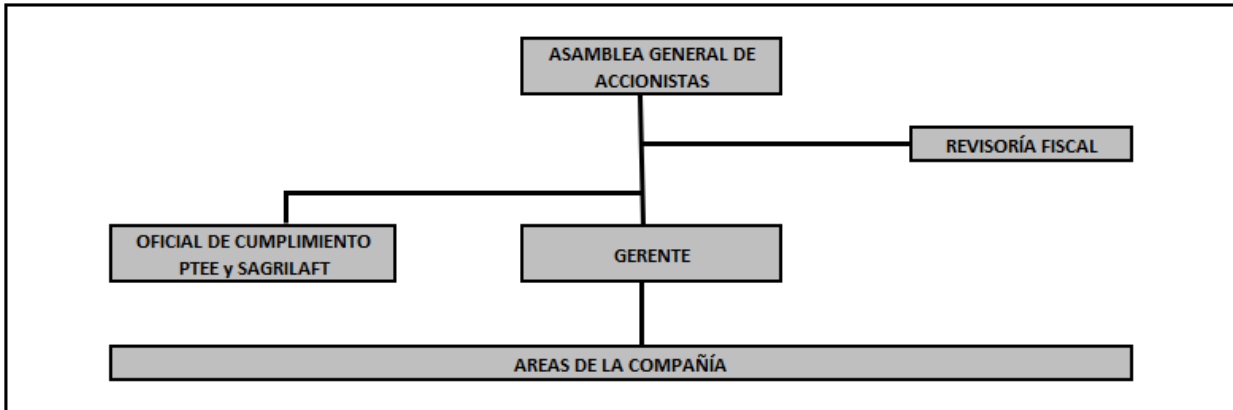 ASAMBLEA GENERAL DE
ACCIONISTAS
REVISORÍA FISCAL
OFICIAL DE CUMPLIMIENTO
PTEE y SAGRILAFT
GERENTE
AREAS DE LA COMPAÑÍA